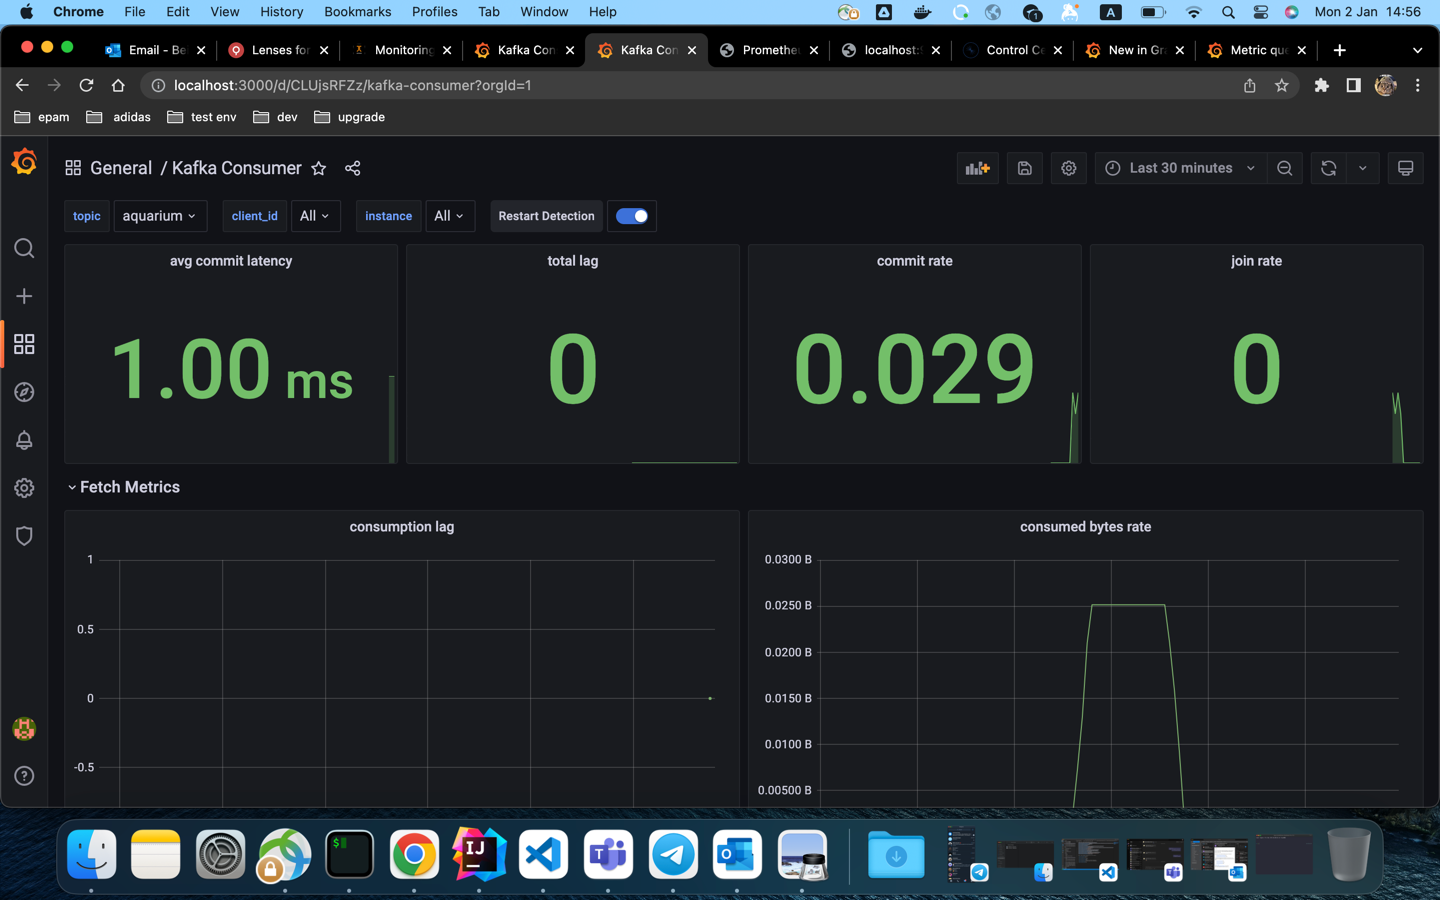 Chrome File Edit View History Bookmarks Profiles Tab Window Help A Mon 2 Jan 14:56
Email - Be Lenses for Monitoring Kafka Con Kafka Con Prometheu localhost: Control Ce New in Gr Metric que
localhost:3000/d/CLUjsRFZz/kafka-consumer?orgId=1
epam adidas test env dev upgrade
General / Kafka Consumer Last 30 minutes
topic aquarium client_id All instance All Restart Detection
avg commit latency total lag commit rate join rate
1.00 ms 0 0.029 0
Fetch Metrics
consumption lag consumed bytes rate
1 0.0300 B
0.0250 B
0.5
0.0200 B
0 0.0150 B
0.0100 B
-0.5
0.00500 B